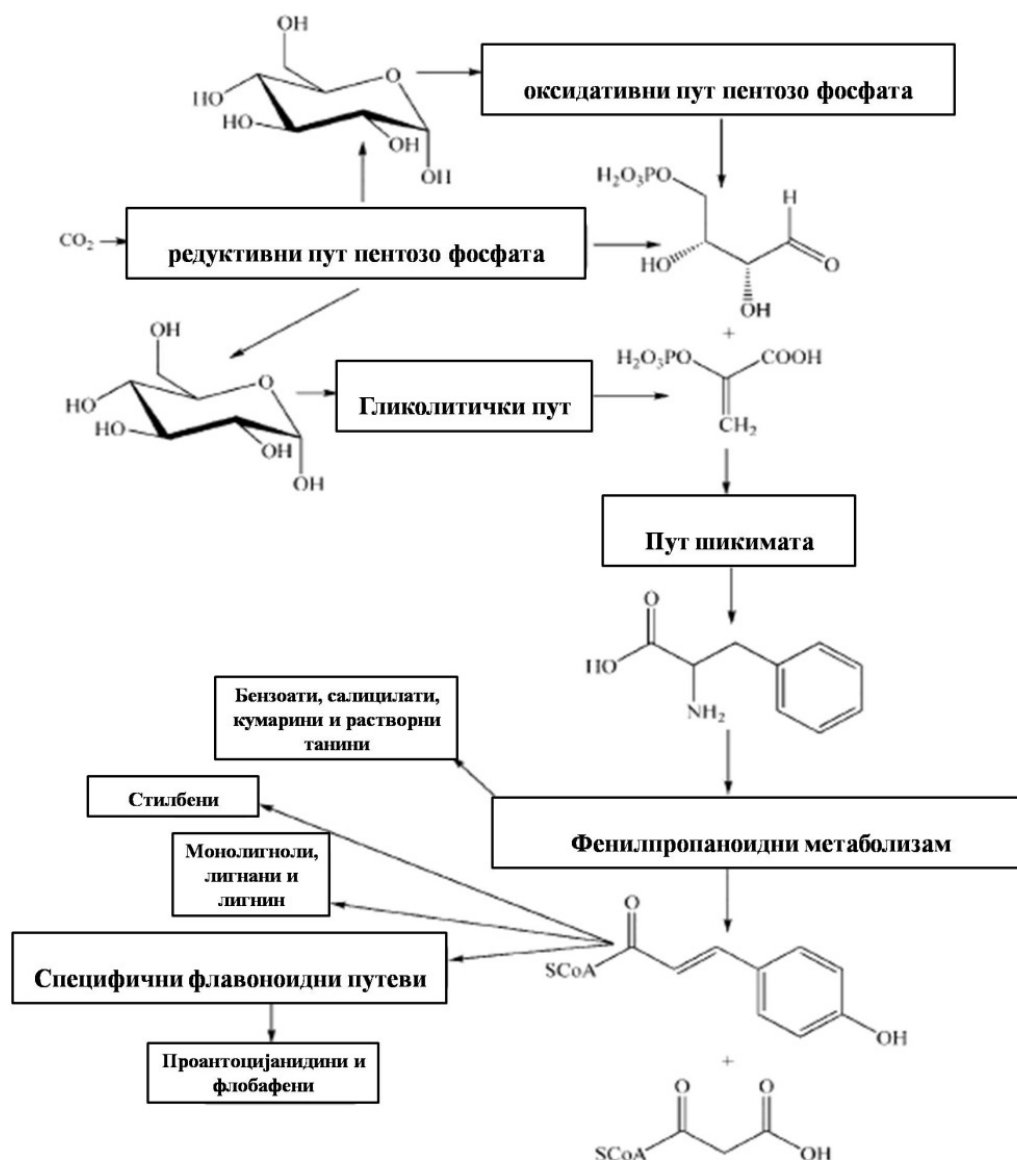 OH
O
HO
HO
OH
OH
оксидативни пут пентозо фосфата
H₂O₃PO
H
HO
O
OH
CO₂
редуктивни пут пентозо фосфата
+
OH
O
HO
HO
OH
OH
Гликолитички пут
H₂O₃PO
COOH
CH₂
Пут шикимата
O
HO
NH₂
Бензоати, салицилати,
кумарини и растворни
танини
Стилбени
Фенилпропаноидни метаболизам
Монолигноли,
лигнани и
лигнин
O
SCoA
OH
Специфични флавоноидни путеви
Проантоцијанидини и
флобафени
+
O
O
SCoA
OH